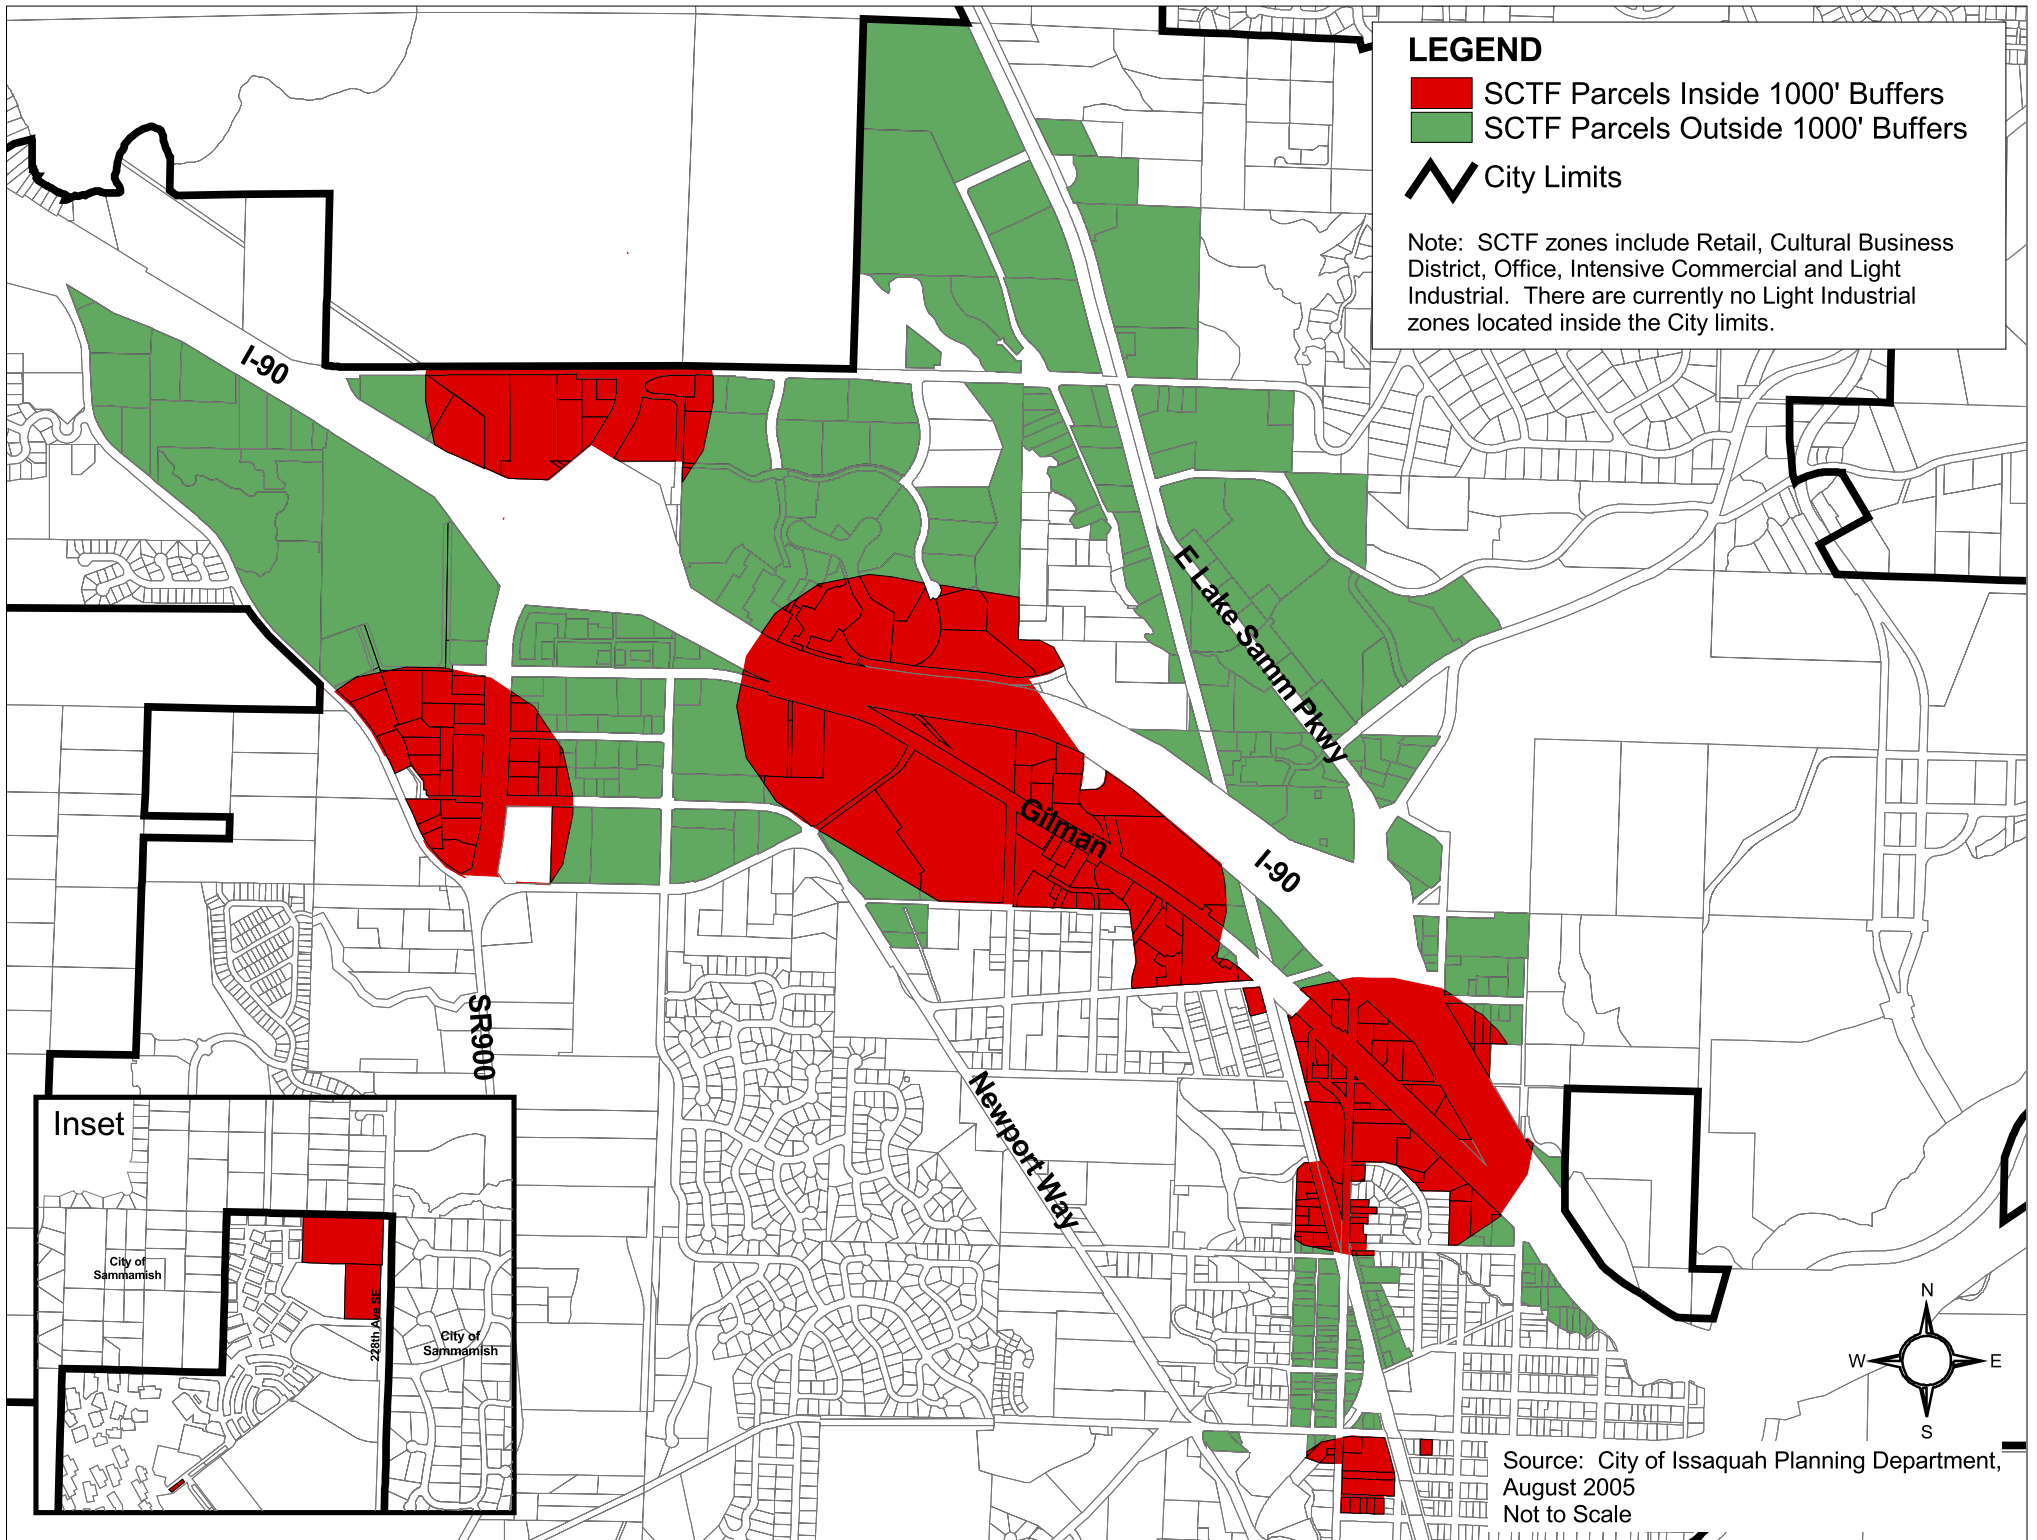 LEGEND
SCTF Parcels Inside 1000' Buffers
SCTF Parcels Outside 1000' Buffers
City Limits
Note: SCTF zones include Retail, Cultural Business
District, Office, Intensive Commercial and Light
Industrial. There are currently no Light Industrial
zones located inside the City limits.
I-90
E Lake Samm Pkwy
Gilman
I-90
SR900
Newport Way
Inset
City of
Sammamish
228th Ave SE
City of
Sammamish
N
W
E
S
Source: City of Issaquah Planning Department,
August 2005
Not to Scale